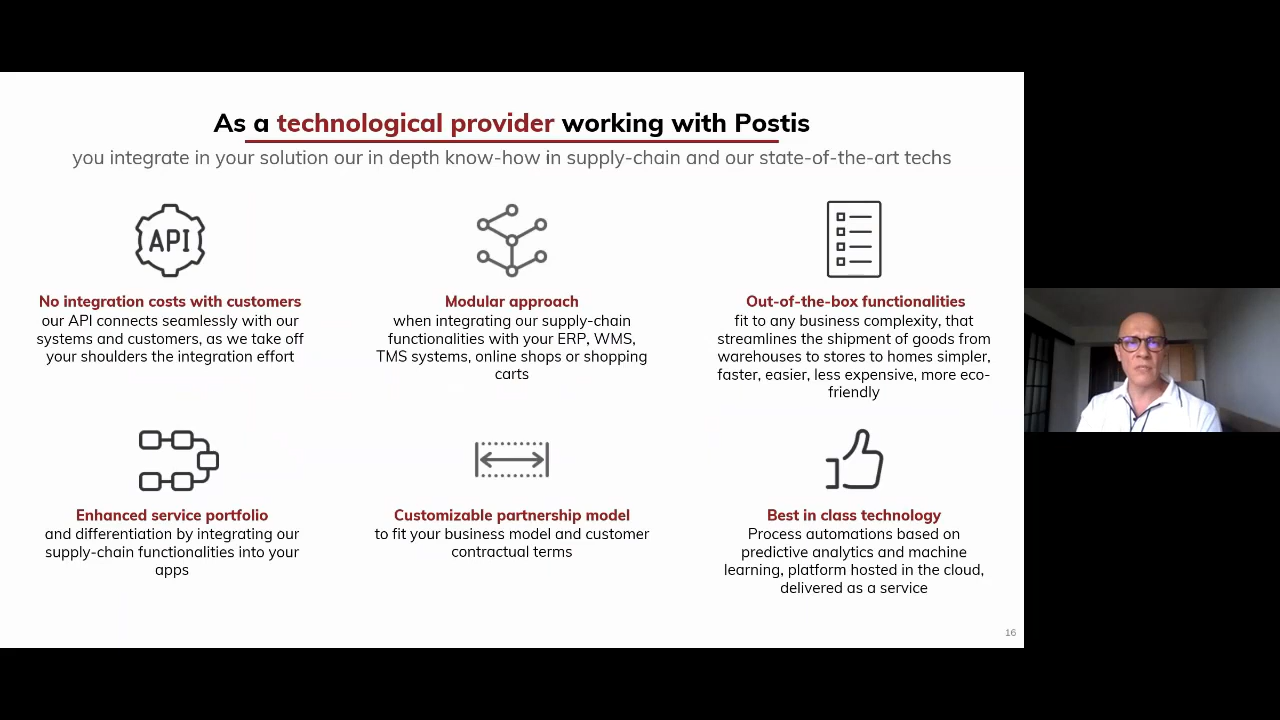 As a technological provider working with Postis
you integrate in your solution our in depth know-how in supply-chain and our state-of-the-art techs
API
No integration costs with customers
our API connects seamlessly with our
systems and customers, as we take off
your shoulders the integration effort
Modular approach
when integrating our supply-chain
functionalities with your ERP, WMS,
TMS systems, online shops or shopping
carts
Out-of-the-box functionalities
fit to any business complexity, that
streamlines the shipment of goods from
warehouses to stores to homes simpler,
faster, easier, less expensive, more eco-
friendly
Enhanced service portfolio
and differentiation by integrating our
supply-chain functionalities into your
apps
Customizable partnership model
to fit your business model and customer
contractual terms
Best in class technology
Process automations based on
predictive analytics and machine
learning, platform hosted in the cloud,
delivered as a service
16